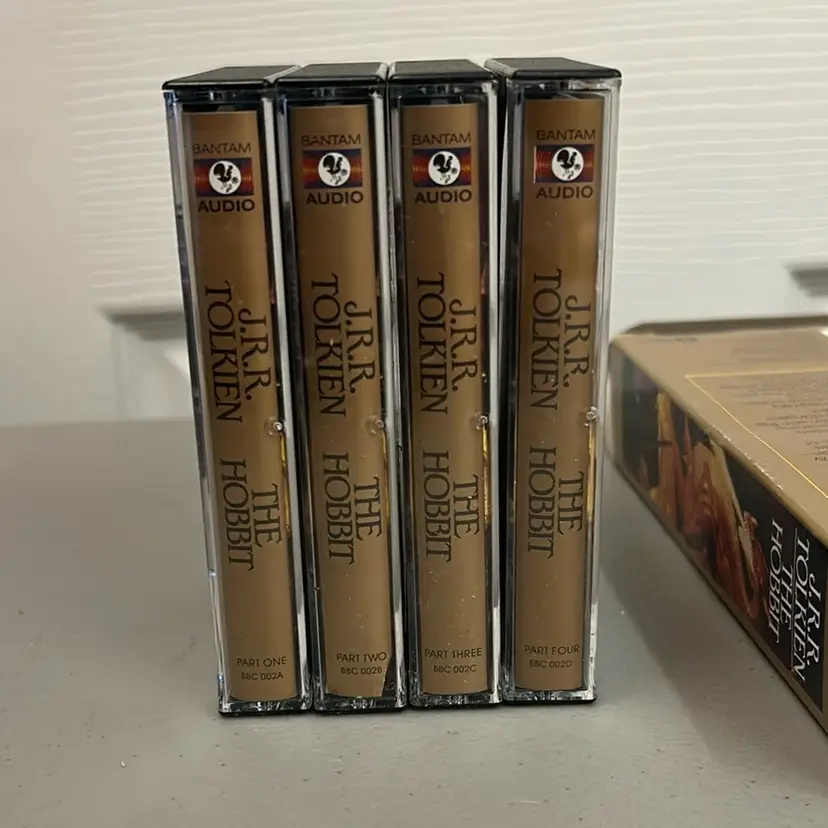 BANTAM
AUDIO
J.R.R.
TOLKIEN
THE
HOBBIT
PART ONE
BBC 002A
BANTAM
AUDIO
J.R.R.
TOLKIEN
THE
HOBBIT
PART TWO
BBC 002B
BANTAM
AUDIO
J.R.R.
TOLKIEN
THE
HOBBIT
PART THREE
BBC 002C
BANTAM
AUDIO
J.R.R.
TOLKIEN
THE
HOBBIT
PART FOUR
BBC 002D
J.R.R.
TOLKIEN
THE
HOBBIT